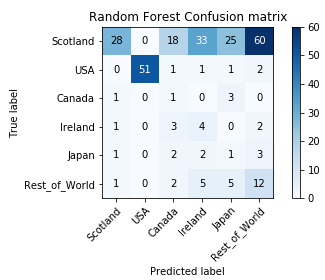 Random Forest Confusion matrix
Scotland 28 0 18 33 25 60
USA 0 51 1 1 1 2
Canada 1 0 1 0 3 0
Ireland 1 0 3 4 0 2
Japan 1 0 2 2 1 3
Rest_of_World 1 0 2 5 5 12
Scotland USA Canada Ireland Japan Rest_of_World
True label
Predicted label
60
50
40
30
20
10
0